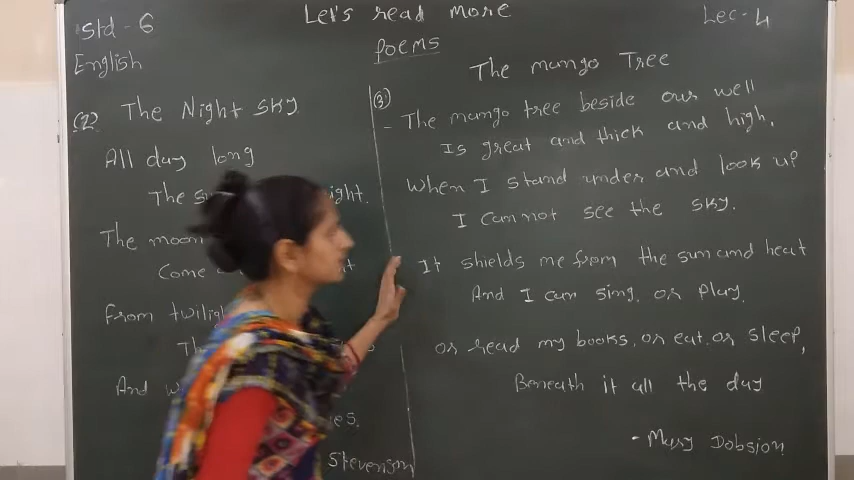 Std - 6
Let's read more
Lec - 4
English
Poems
(2) The Night Sky
All day long
The su ight.
The moon
Come t
From twilig
Th s
And w
es.
Stevenson
The mango Tree
(3)
- The mango tree beside our well
Is great and thick and high,
When I stand under and look up
I cannot see the sky.
It shields me from the sun and heat
And I can sing, or play,
or read my books, or eat, or sleep,
Beneath it all the day
- Mary Dobsion